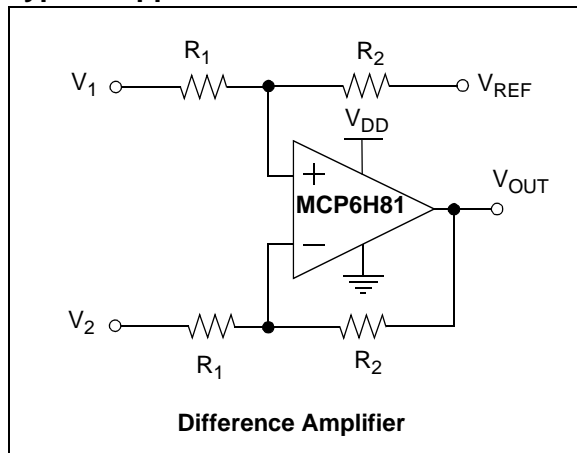 R1
R2
V1
VREF
VDD
+
MCP6H81
−
VOUT
V2
R1
R2
Difference Amplifier